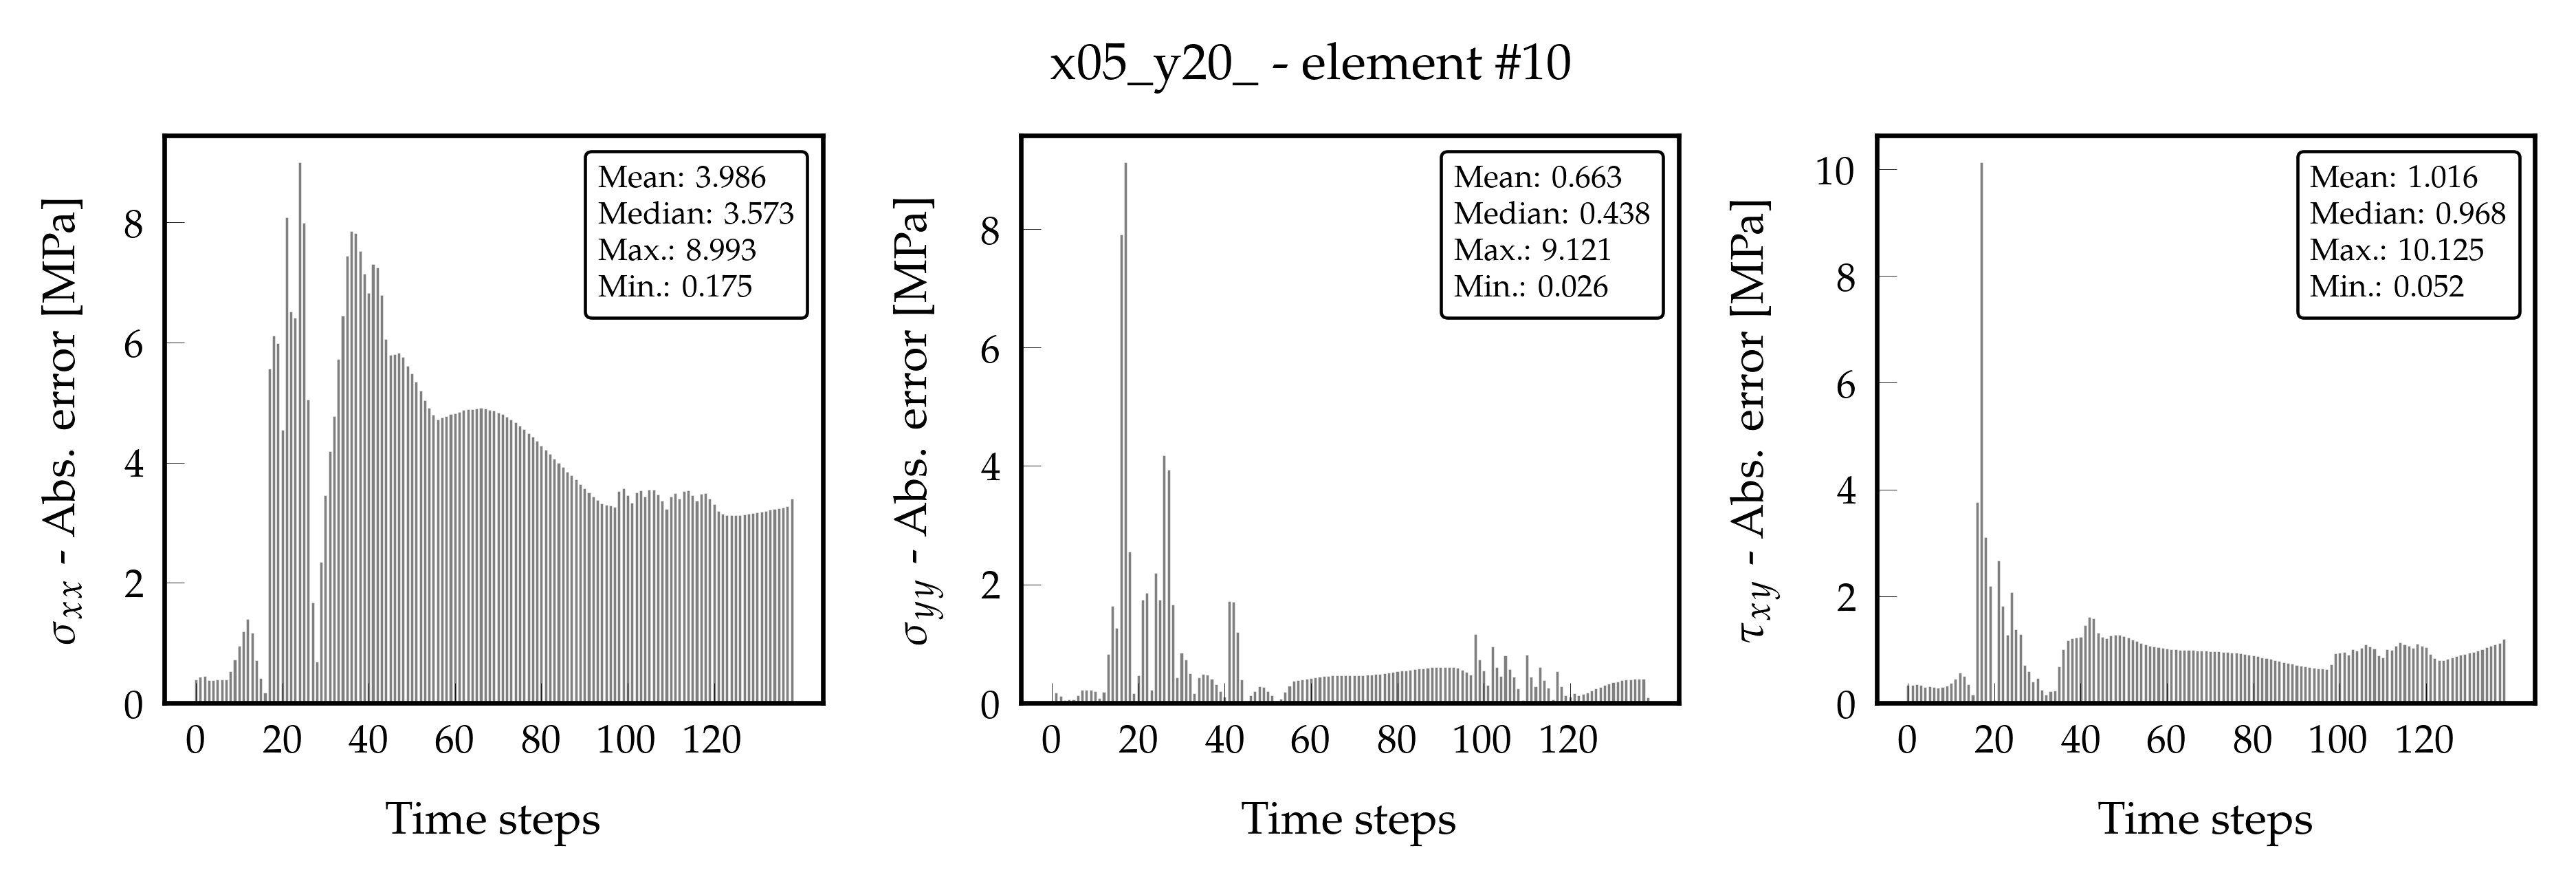 x05_y20_ - element #10
σxx - Abs. error [MPa]
8
6
4
2
0
0 20 40 60 80 100 120
Time steps
Mean: 3.986
Median: 3.573
Max.: 8.993
Min.: 0.175
σyy - Abs. error [MPa]
8
6
4
2
0
0 20 40 60 80 100 120
Time steps
Mean: 0.663
Median: 0.438
Max.: 9.121
Min.: 0.026
τxy - Abs. error [MPa]
10
8
6
4
2
0
0 20 40 60 80 100 120
Time steps
Mean: 1.016
Median: 0.968
Max.: 10.125
Min.: 0.052